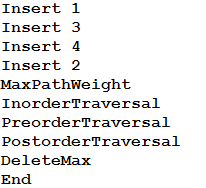 Insert 1
Insert 3
Insert 4
Insert 2
MaxPathWeight
InorderTraversal
PreorderTraversal
PostorderTraversal
DeleteMax
End